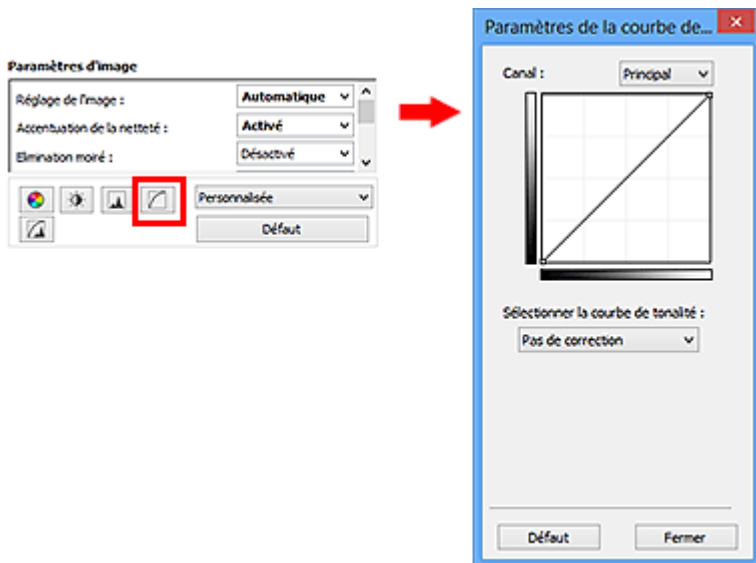 Paramètres d'image
Réglage de l'image : Automatique
Accentuation de la netteté : Activé
Elimination moiré : Désactivé
Personnalisée
Défaut
Paramètres de la courbe de...
Canal : Principal
Sélectionner la courbe de tonalité :
Pas de correction
Défaut Fermer